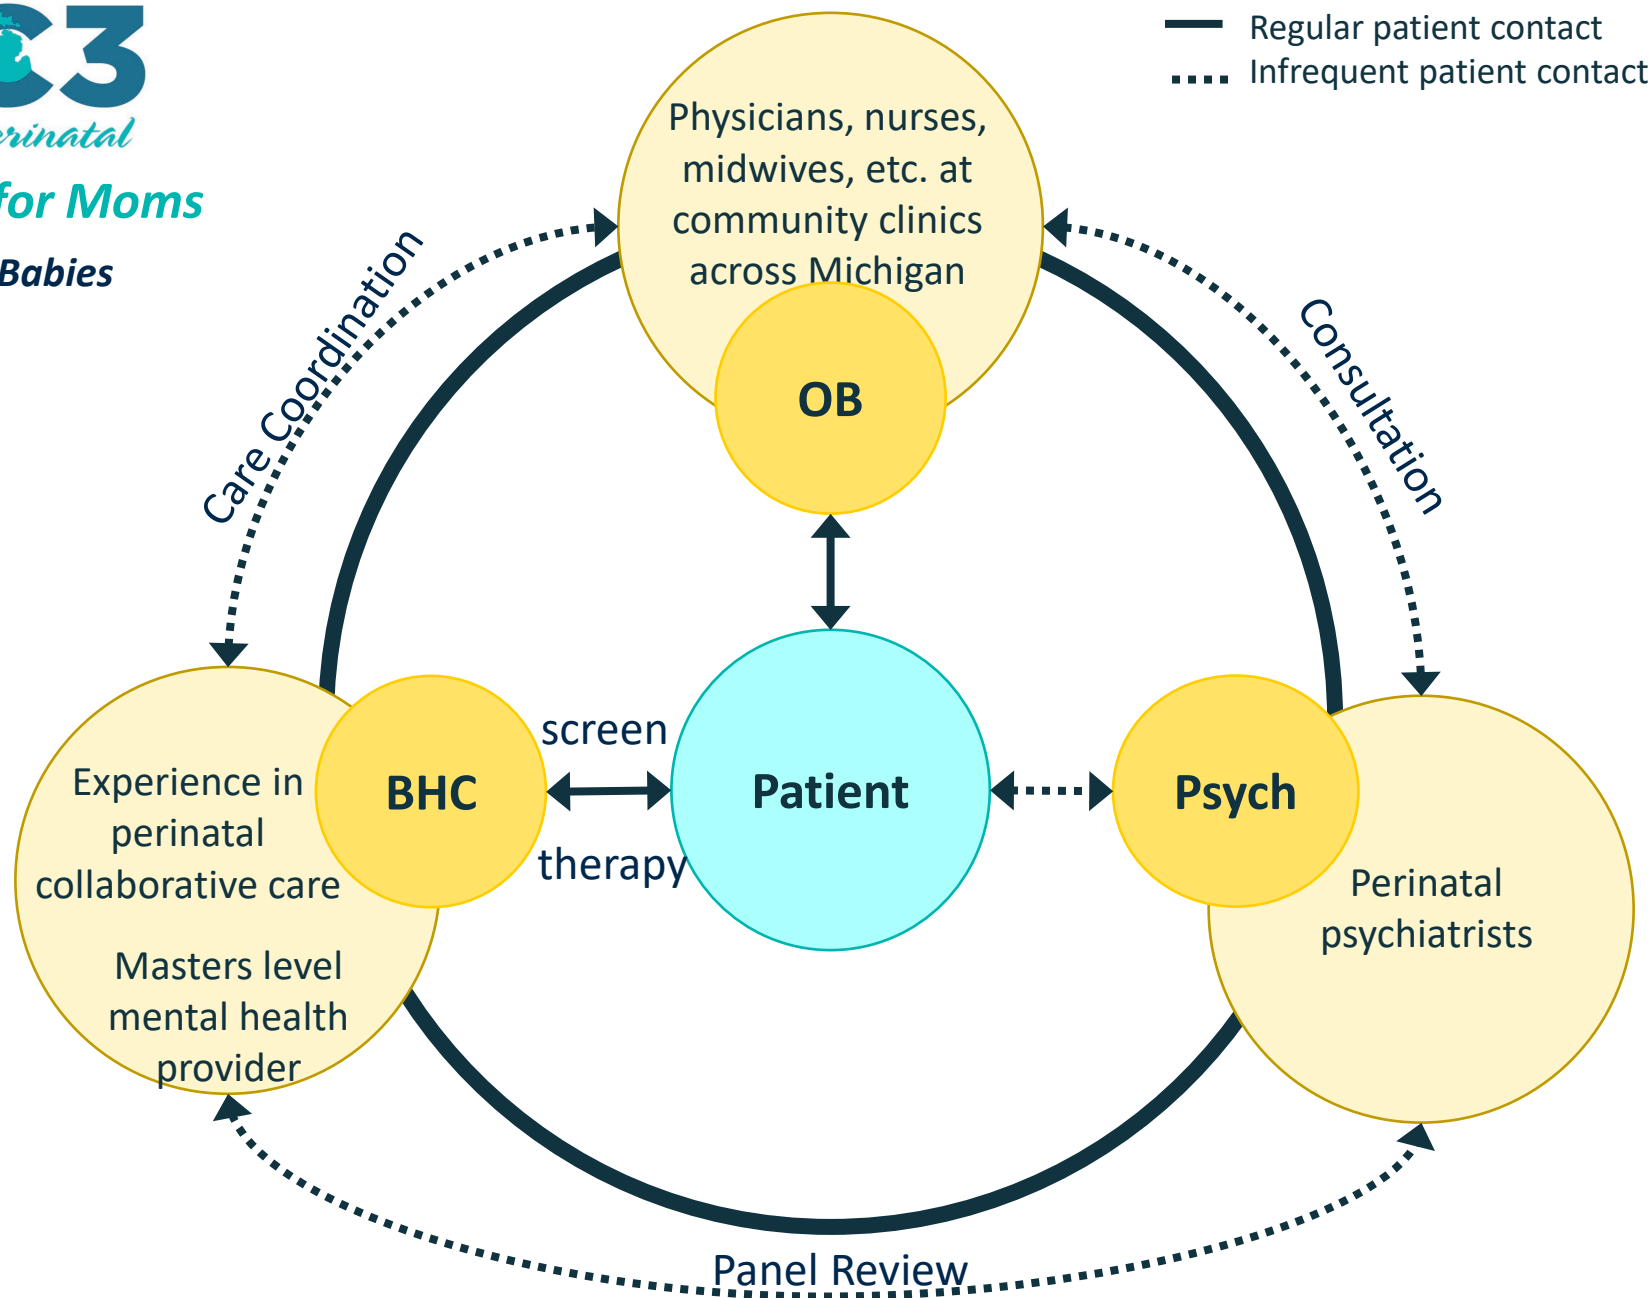 C3
erinatal
for Moms
Babies
Regular patient contact
Infrequent patient contact
Physicians, nurses,
midwives, etc. at
community clinics
across Michigan
OB
Care Coordination
Consultation
screen
BHC
Patient
Psych
therapy
Experience in
perinatal
collaborative care
Masters level
mental health
provider
Perinatal
psychiatrists
Panel Review